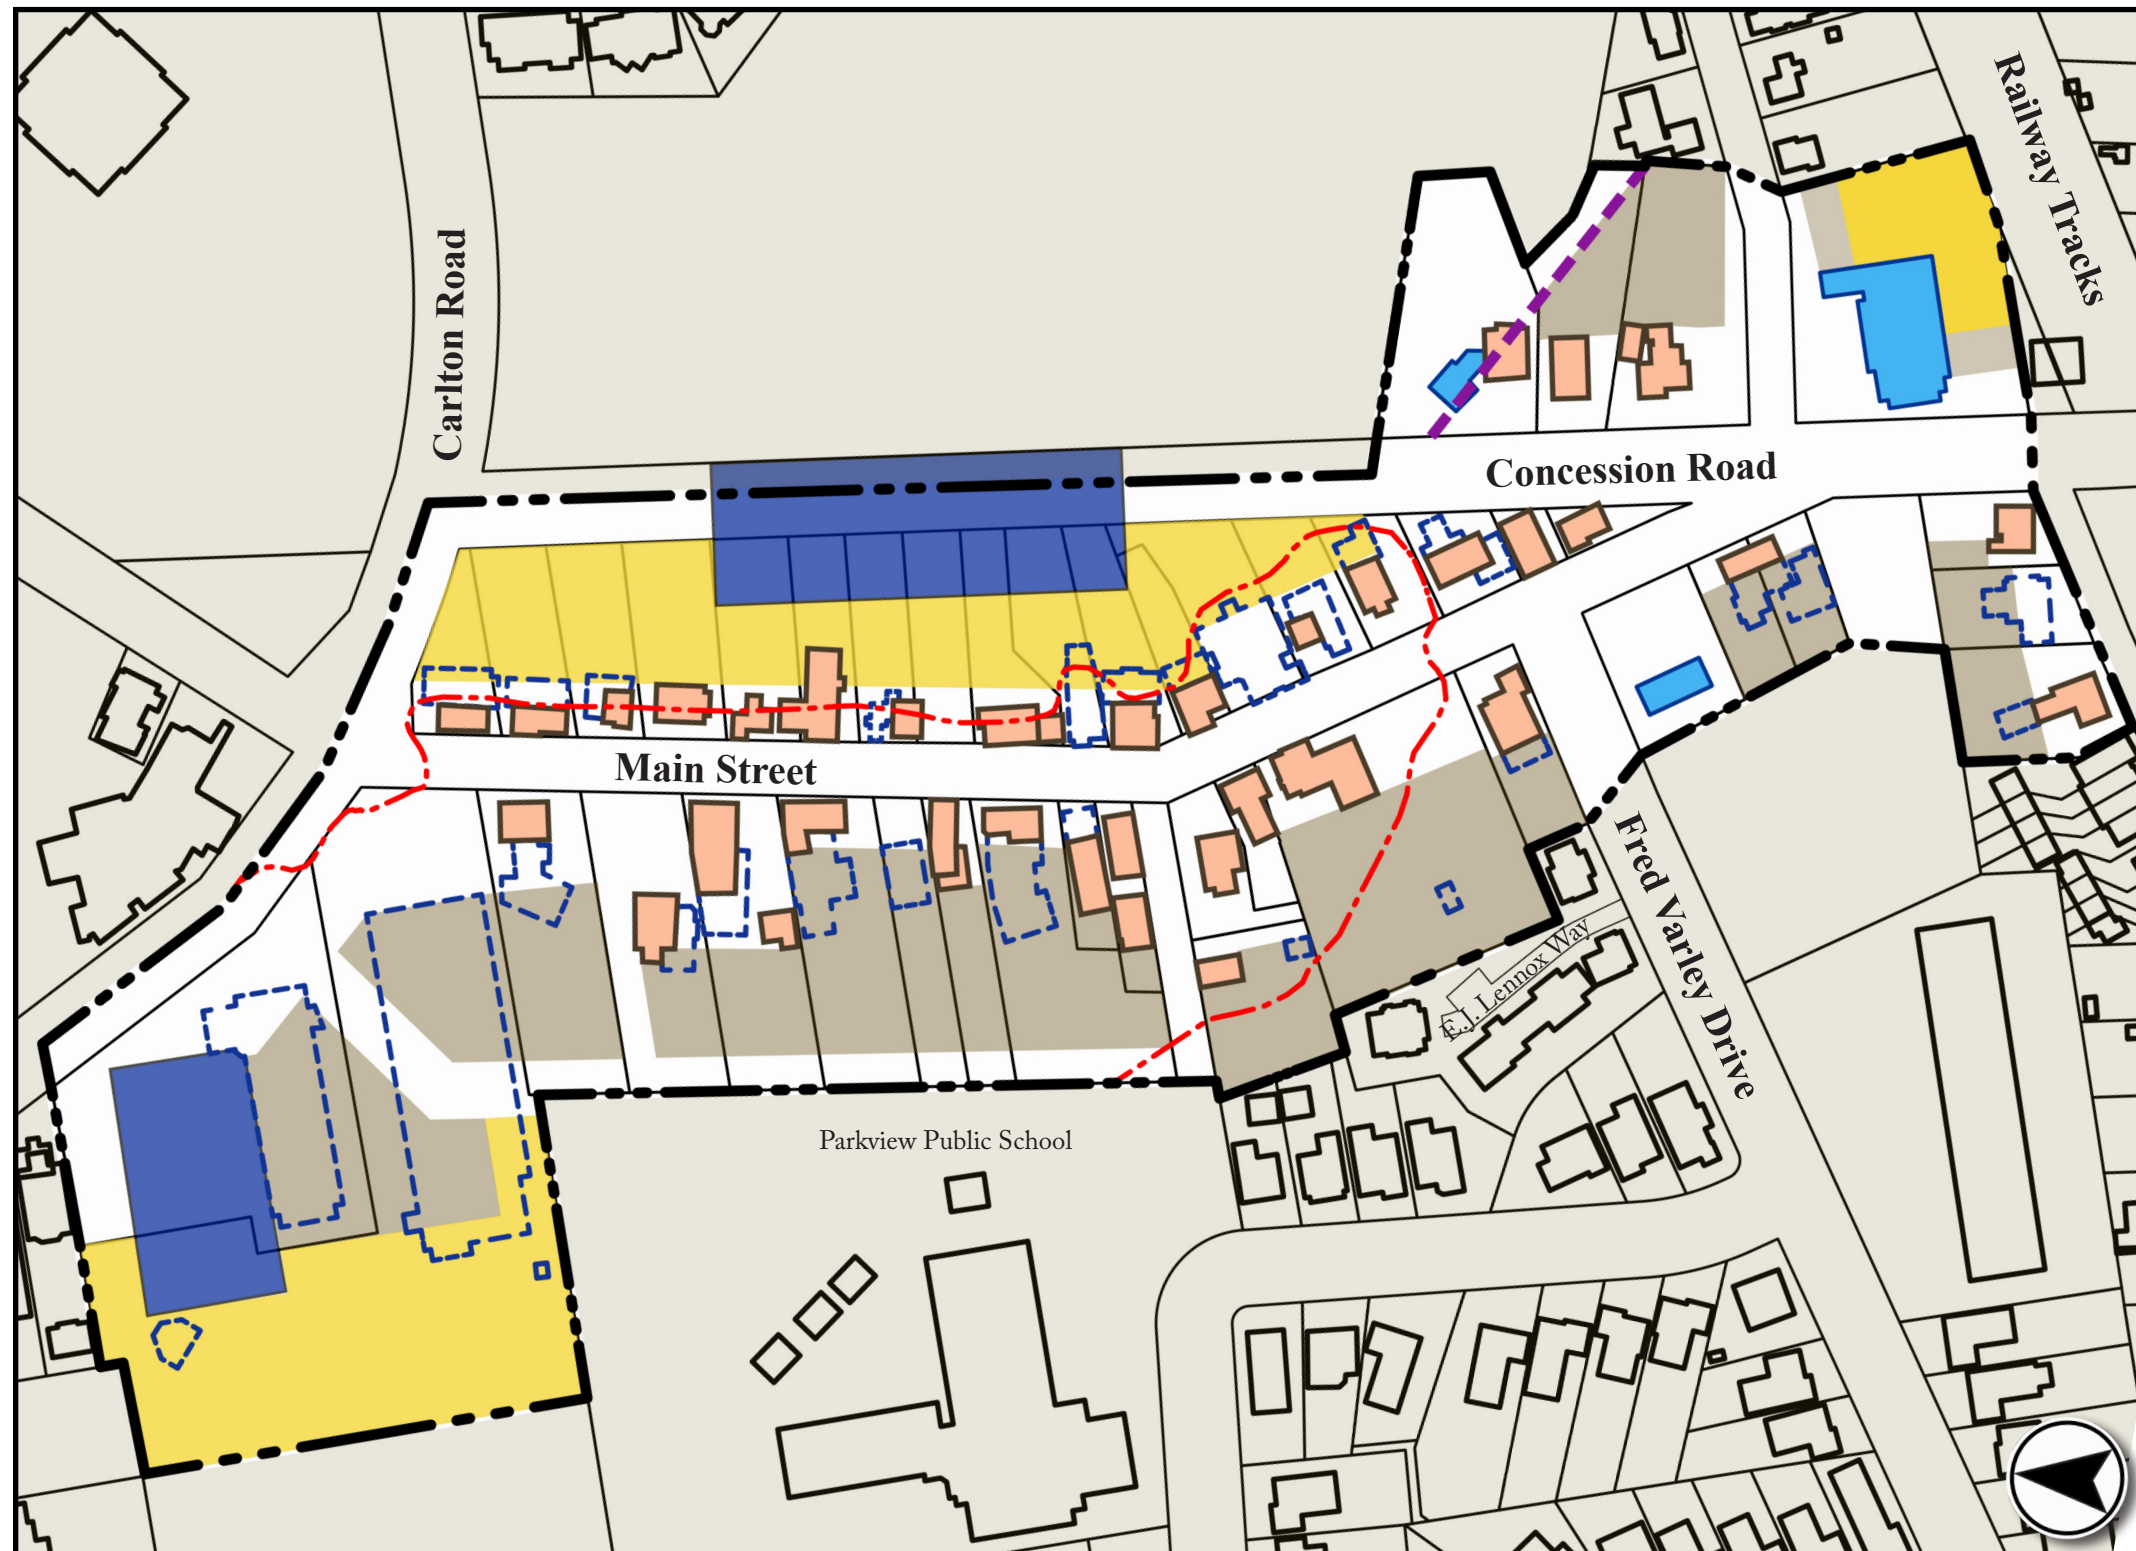 Railway Tracks
Carlton Road
Concession Road
Main Street
Fred Varley Drive
E.J. Lennox Way
Parkview Public School